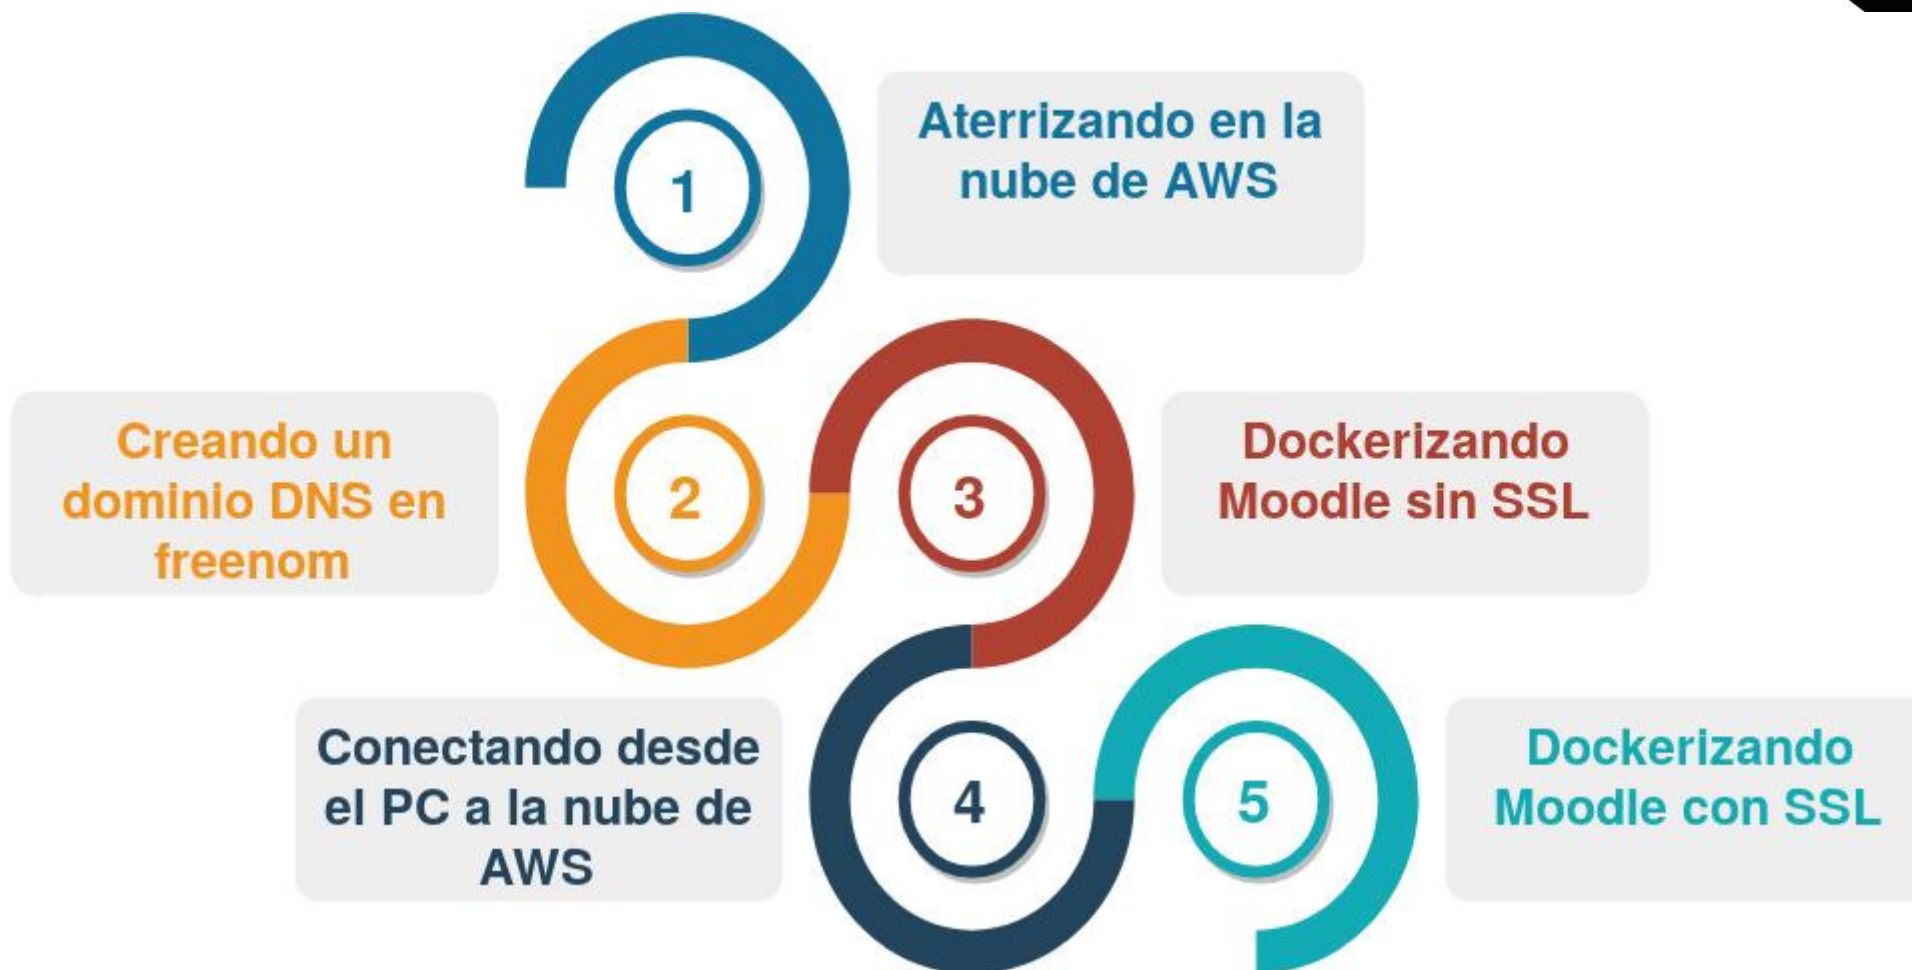 1
Aterrizando en la
nube de AWS
Creando un
dominio DNS en
freenom
2
3
Dockerizando
Moodle sin SSL
Conectando desde
el PC a la nube de
AWS
4
5
Dockerizando
Moodle con SSL